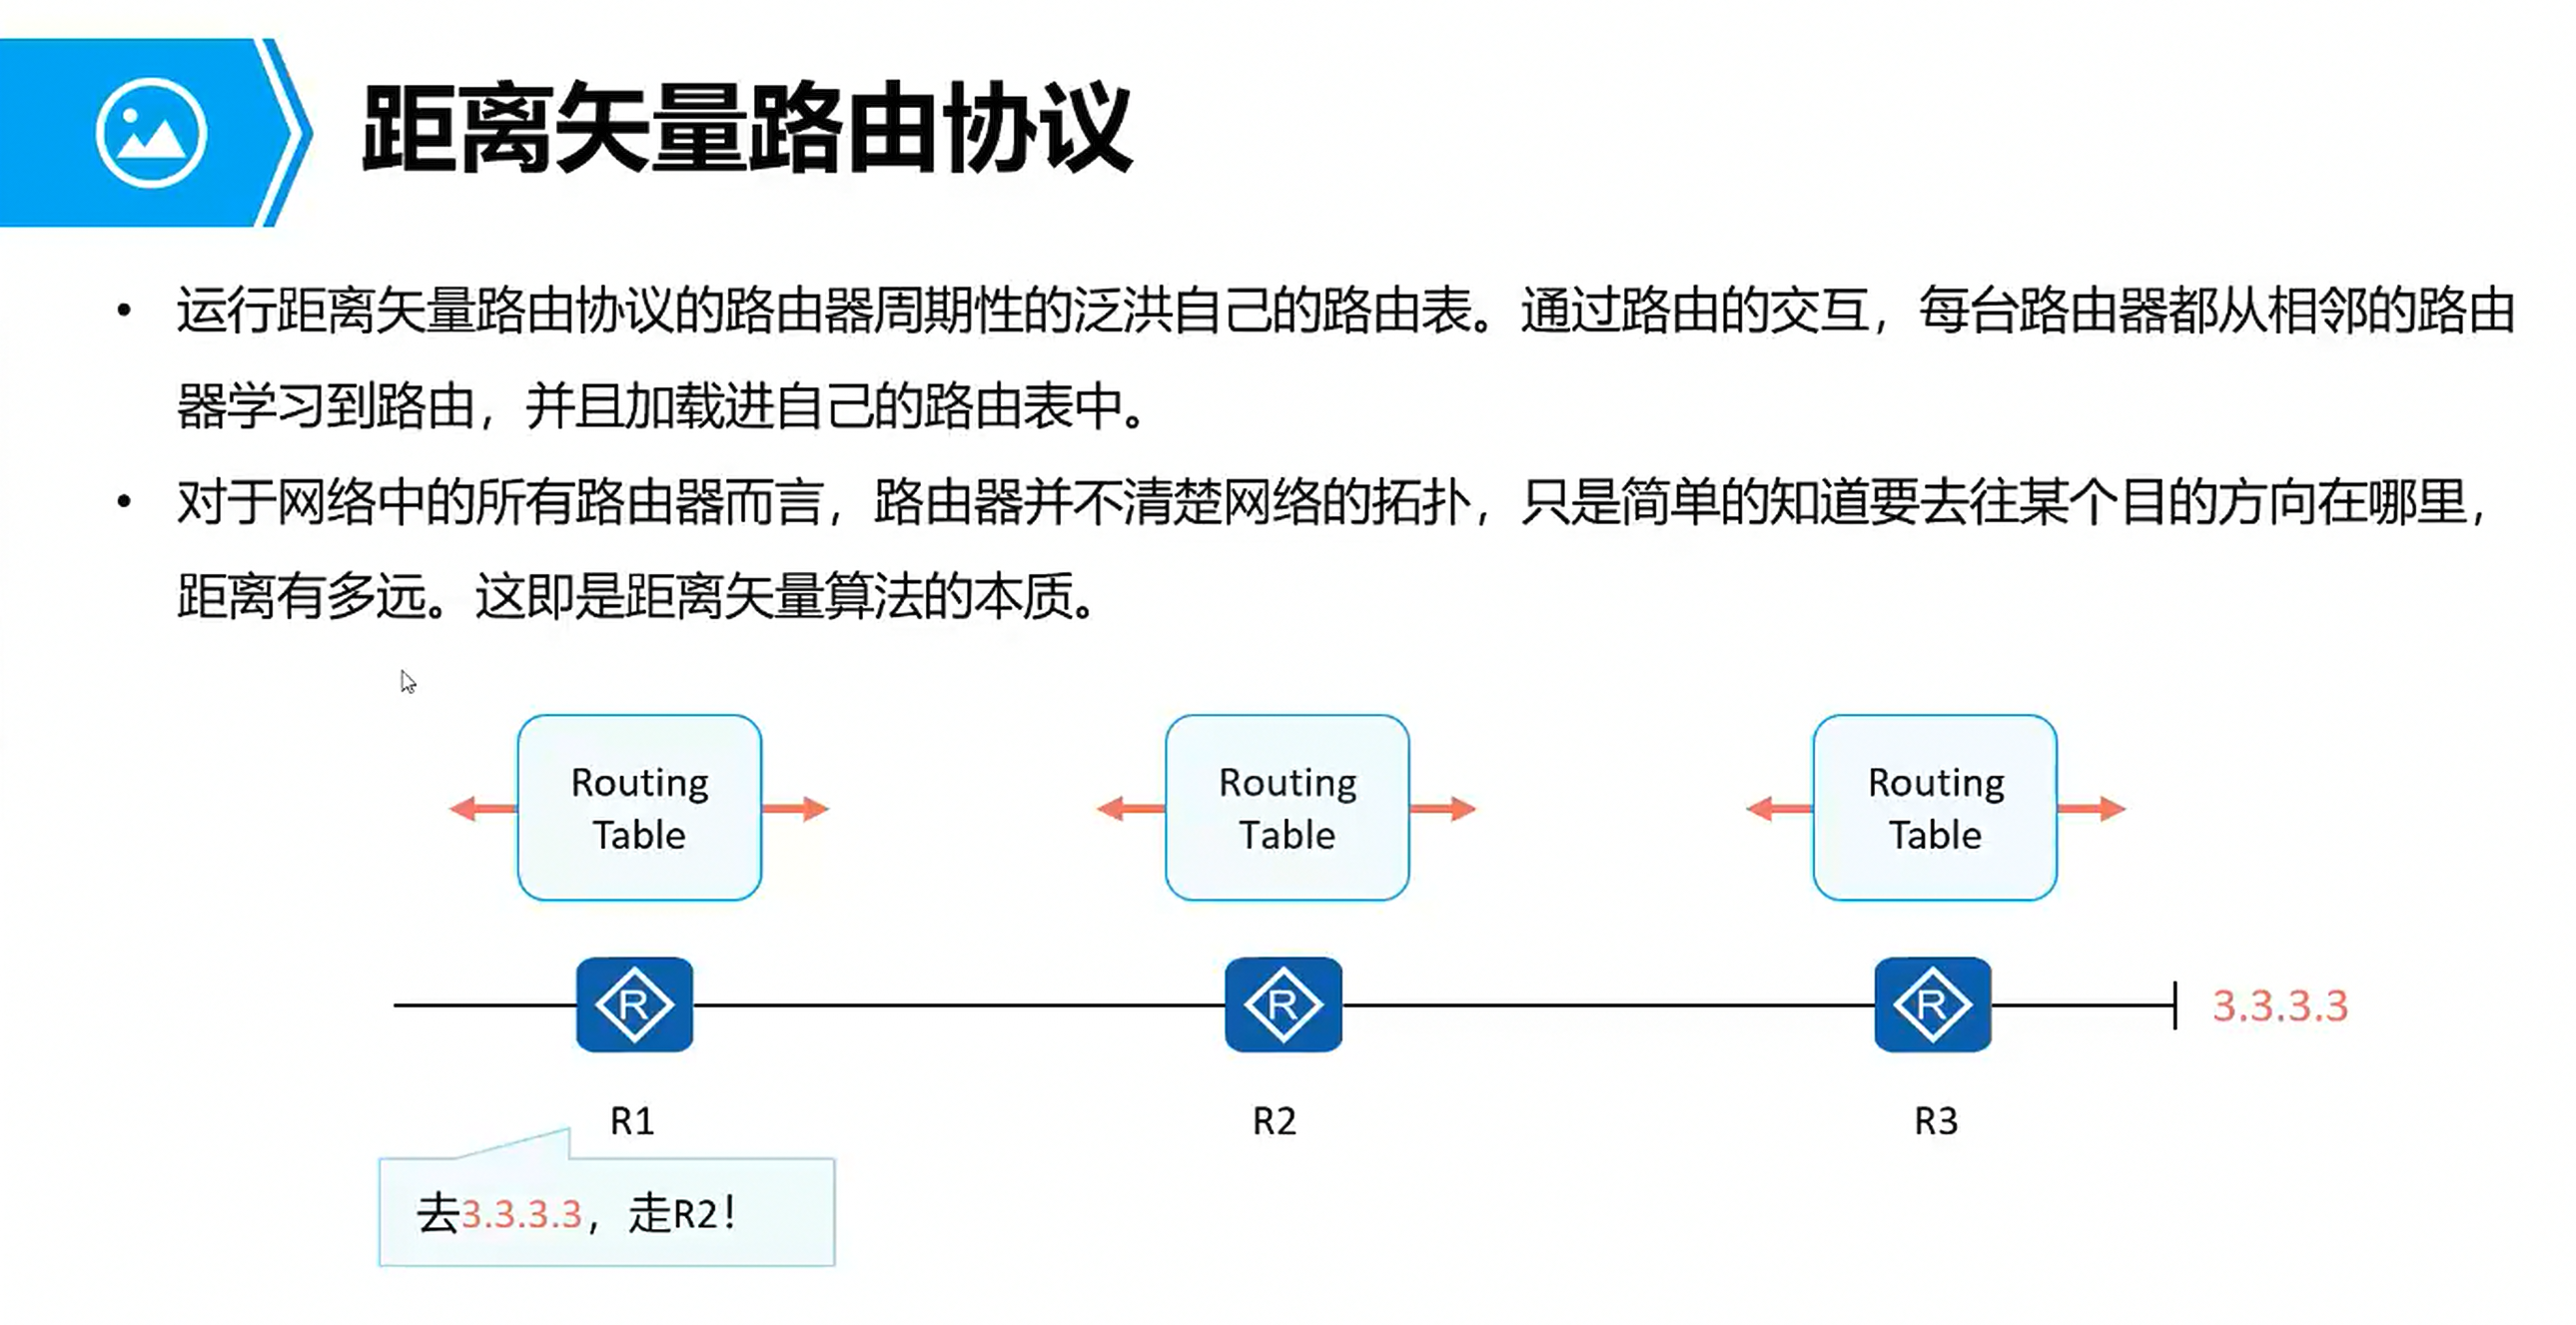 距离矢量路由协议
• 运行距离矢量路由协议的路由器周期性的泛洪自己的路由表。通过路由的交互，每台路由器都从相邻的路由
器学习到路由，并且加载进自己的路由表中。
• 对于网络中的所有路由器而言，路由器并不清楚网络的拓扑，只是简单的知道要去往某个目的方向在哪里，
距离有多远。这即是距离矢量算法的本质。
Routing
Table
Routing
Table
Routing
Table
R
R
R
3.3.3.3
R1
R2
R3
去3.3.3.3，走R2！